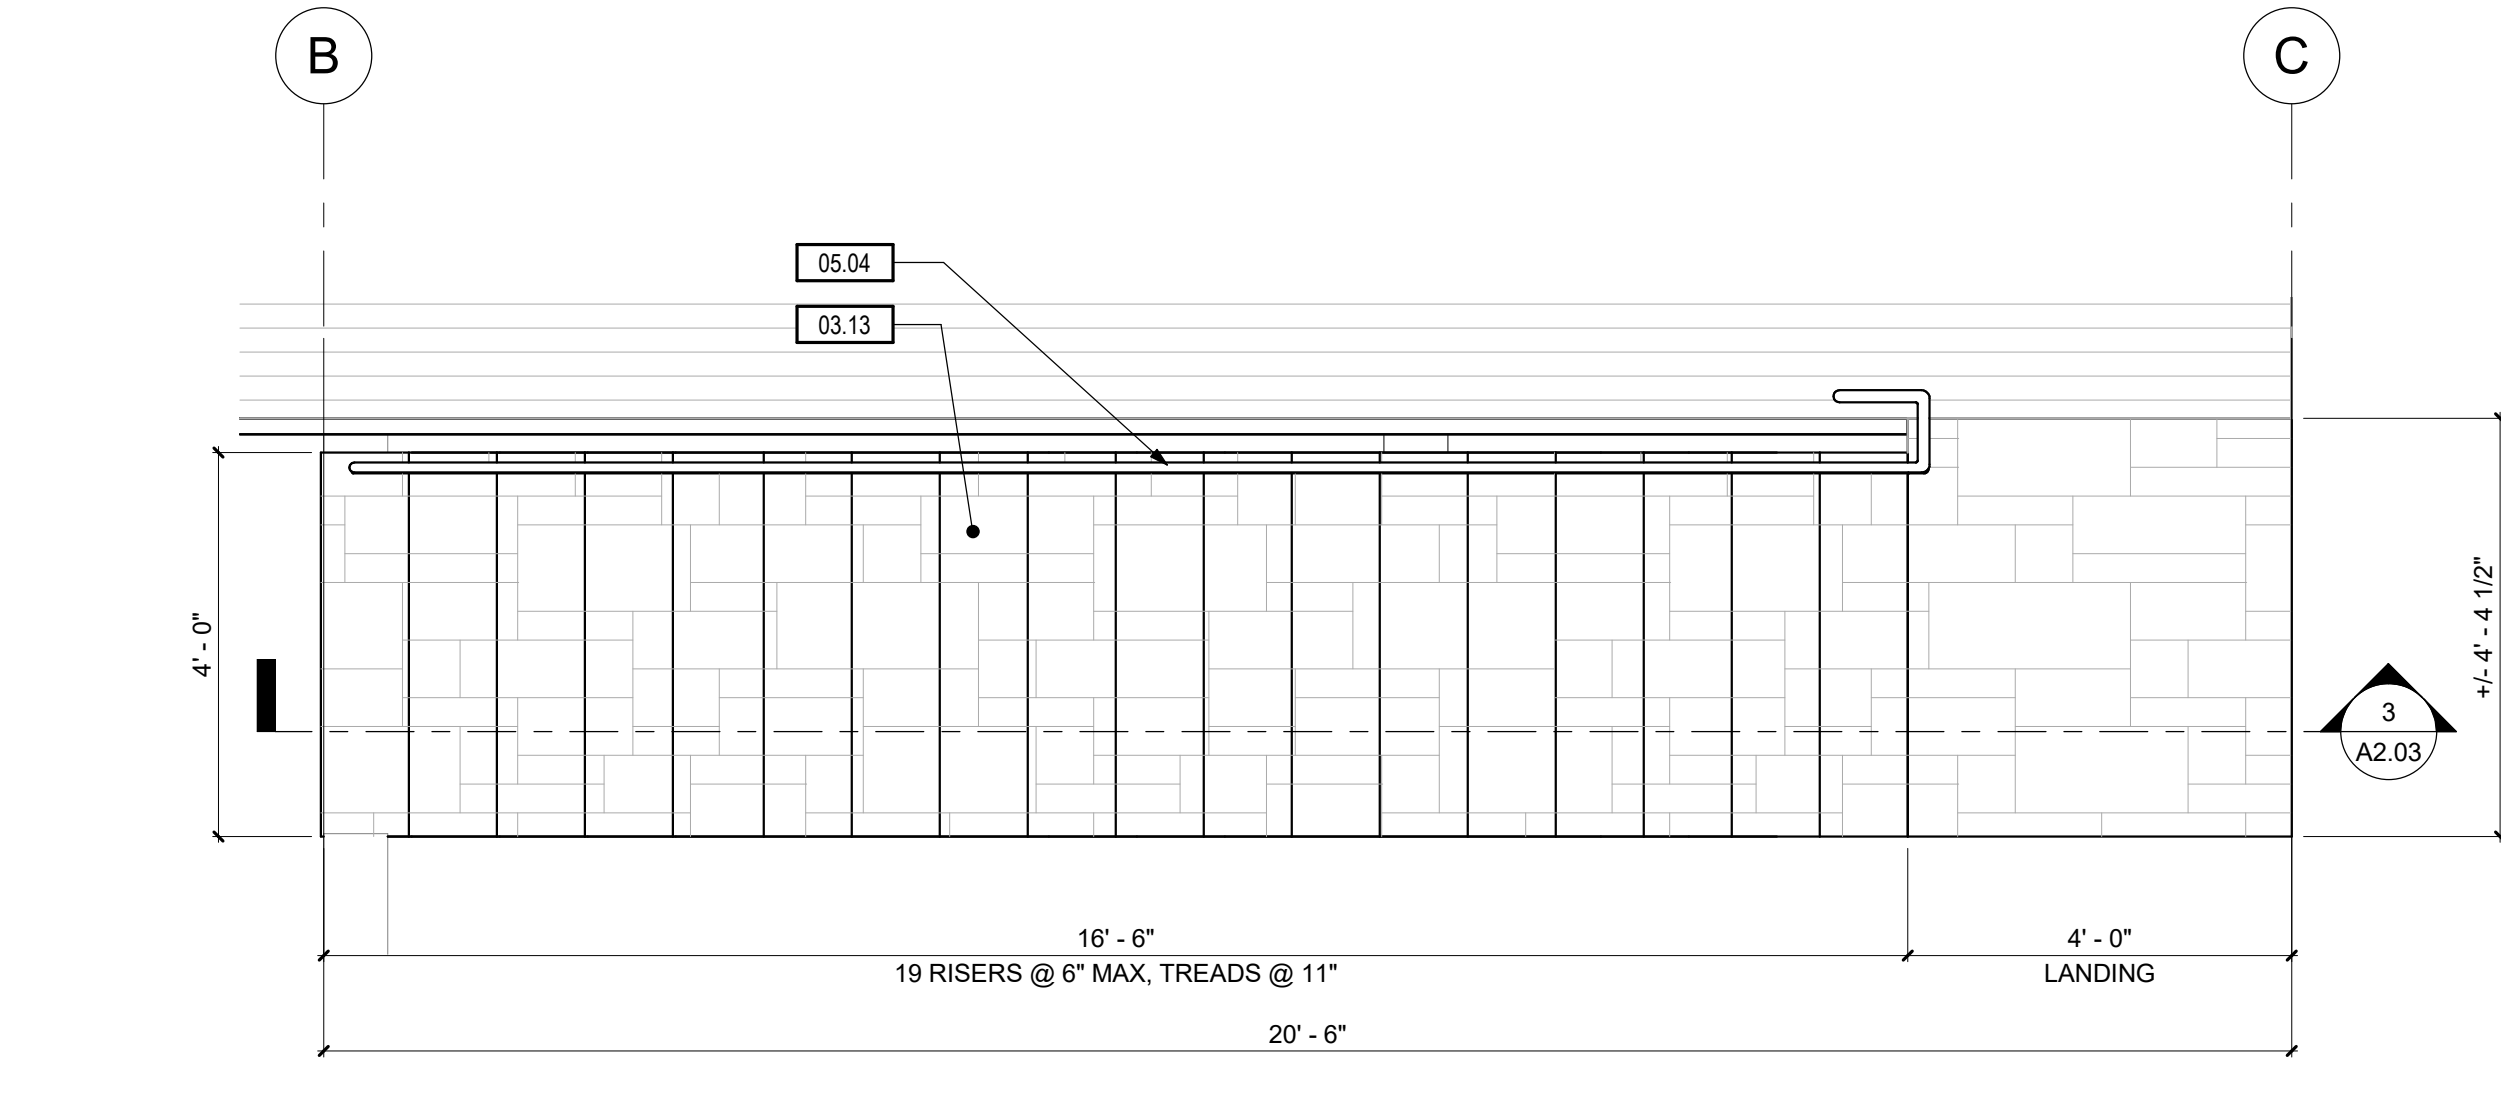 B
C
05.04
03.13
4' - 0"
+/- 4' - 4 1/2"
3
A2.03
16' - 6"
4' - 0"
19 RISERS @ 6" MAX, TREADS @ 11"
LANDING
20' - 6"